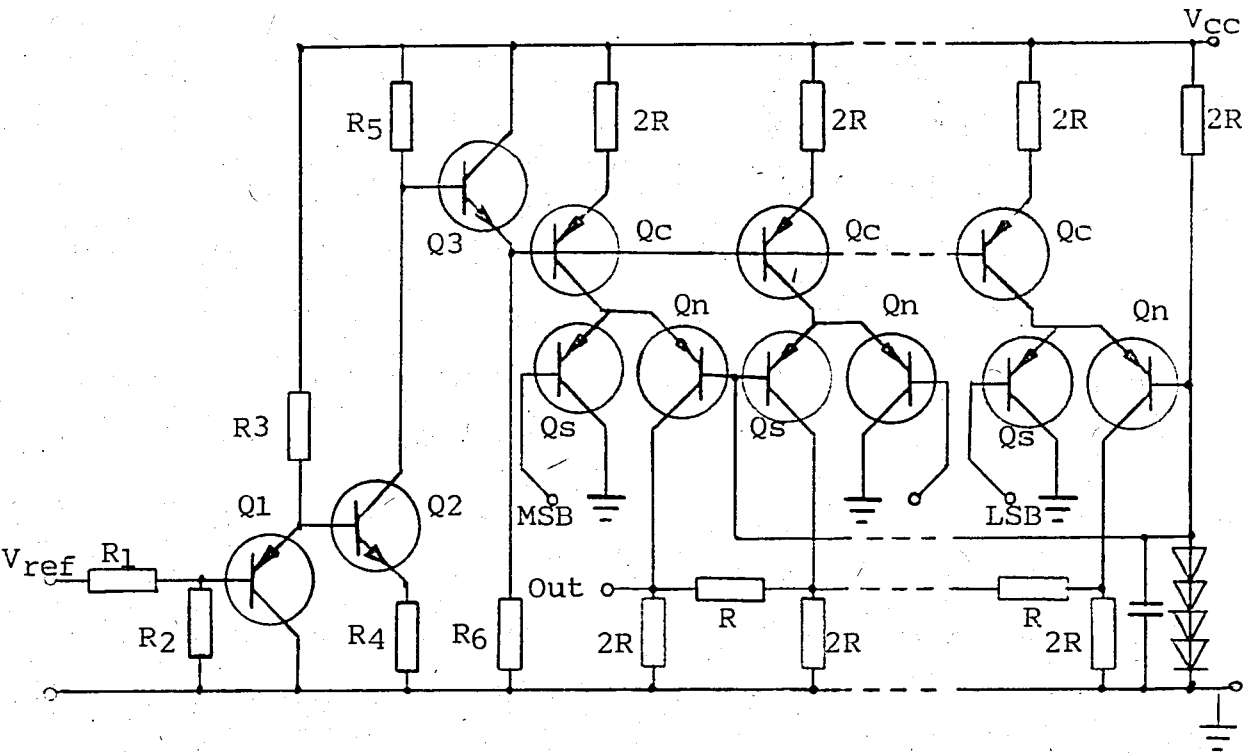 Vcc
R5 2R 2R 2R 2R
Q3 Qc Qc Qc
Qn Qn Qn
R3 Qs Qs Qs
Q1 Q2 MSB LSB
Vref R1 Out
R2 R4 R6 2R R 2R R 2R